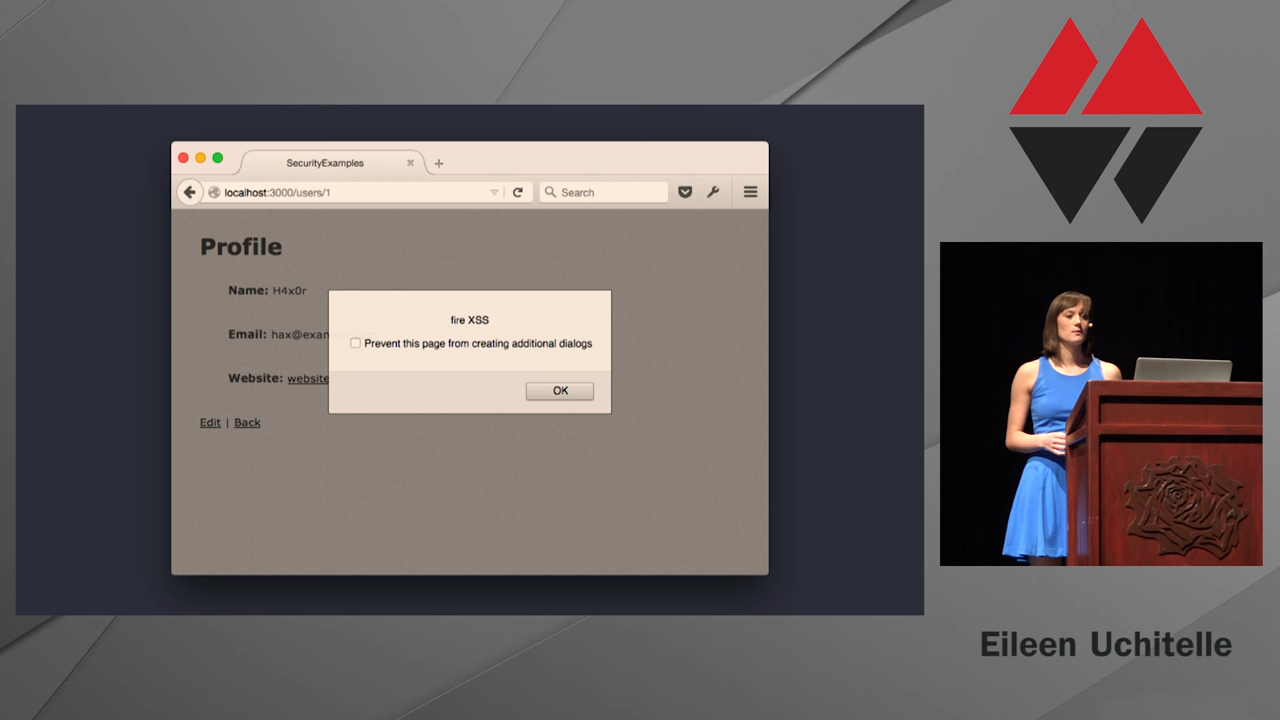 SecurityExamples
localhost:3000/users/1
Search
Profile
Name: H4x0r
Email: hax@exam
Website: website
Edit | Back
fire XSS
Prevent this page from creating additional dialogs
OK
Eileen Uchitelle